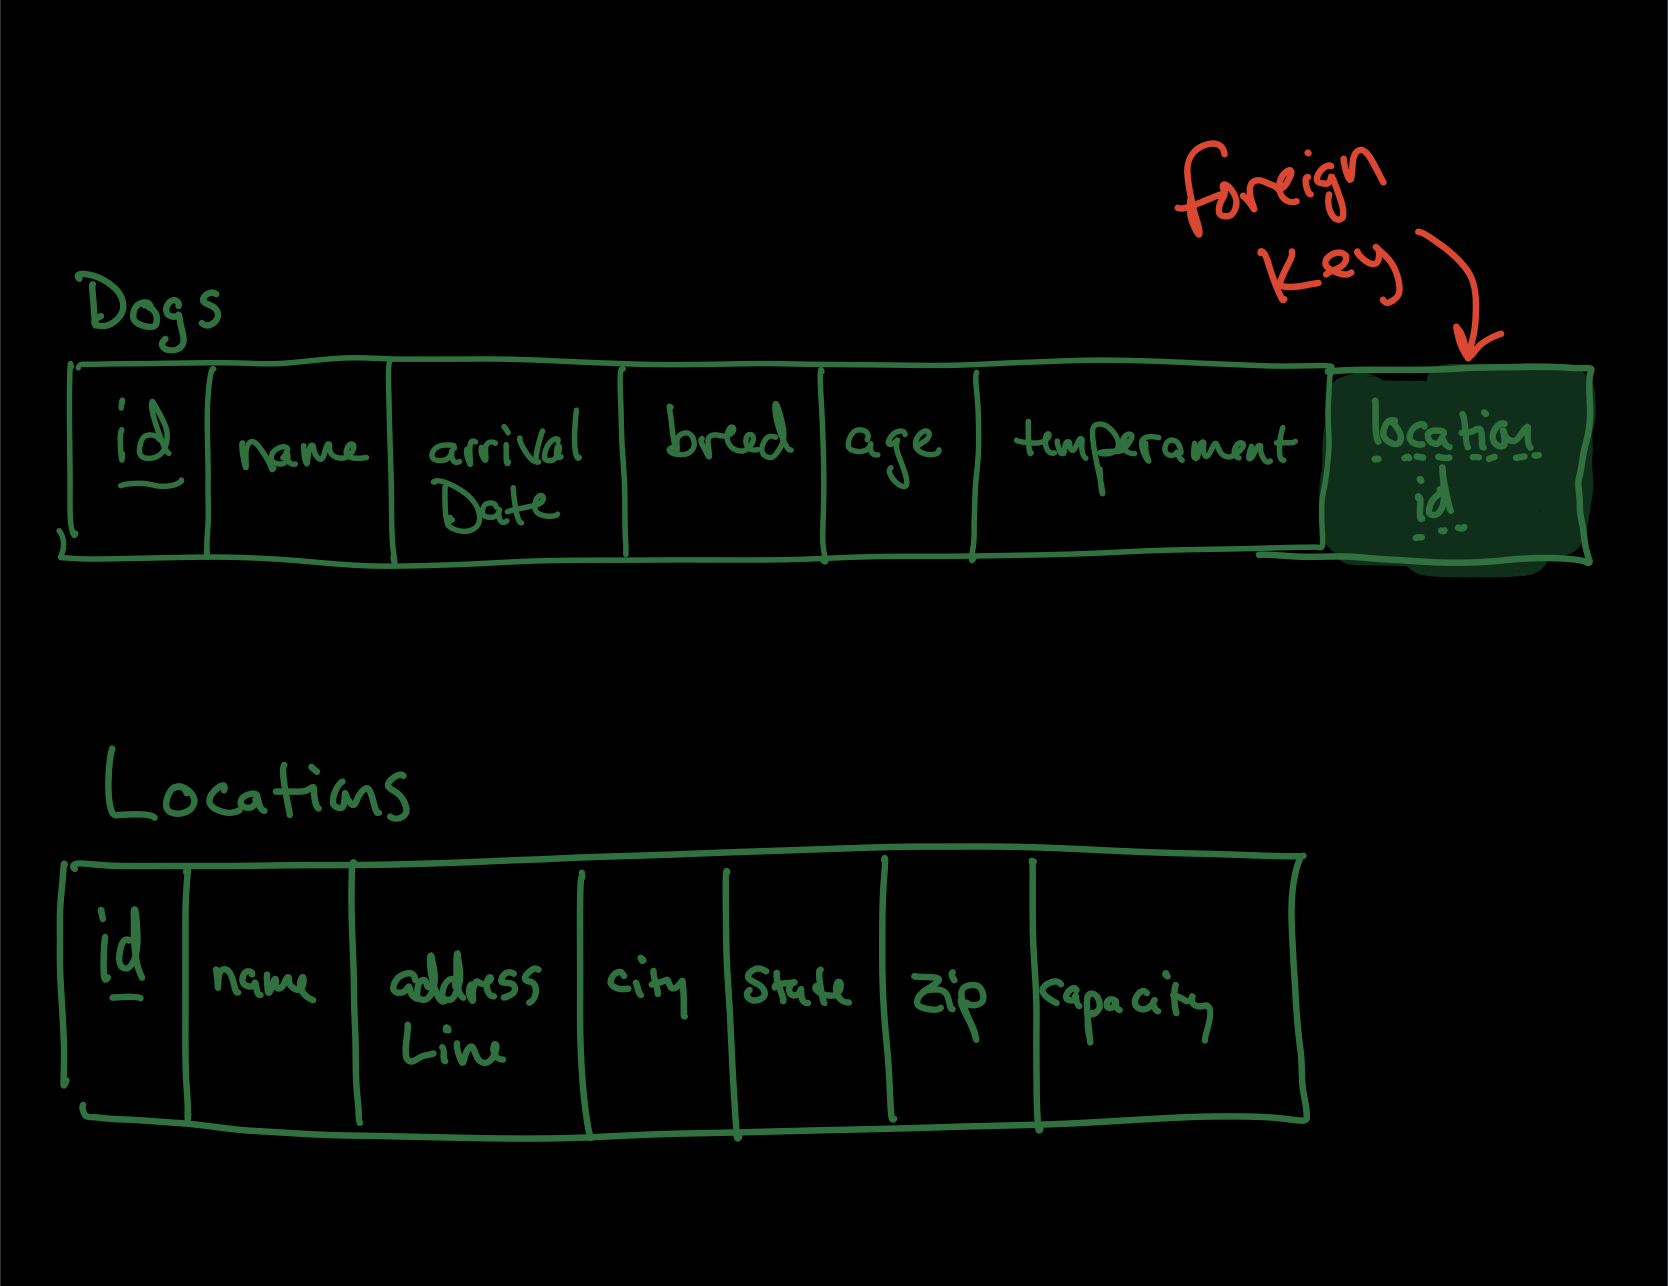 foreign
Key
Dogs
id
name
arrival
Date
breed
age
temperament
location
id
Locations
id
name
address
Line
city
state
zip
capacity